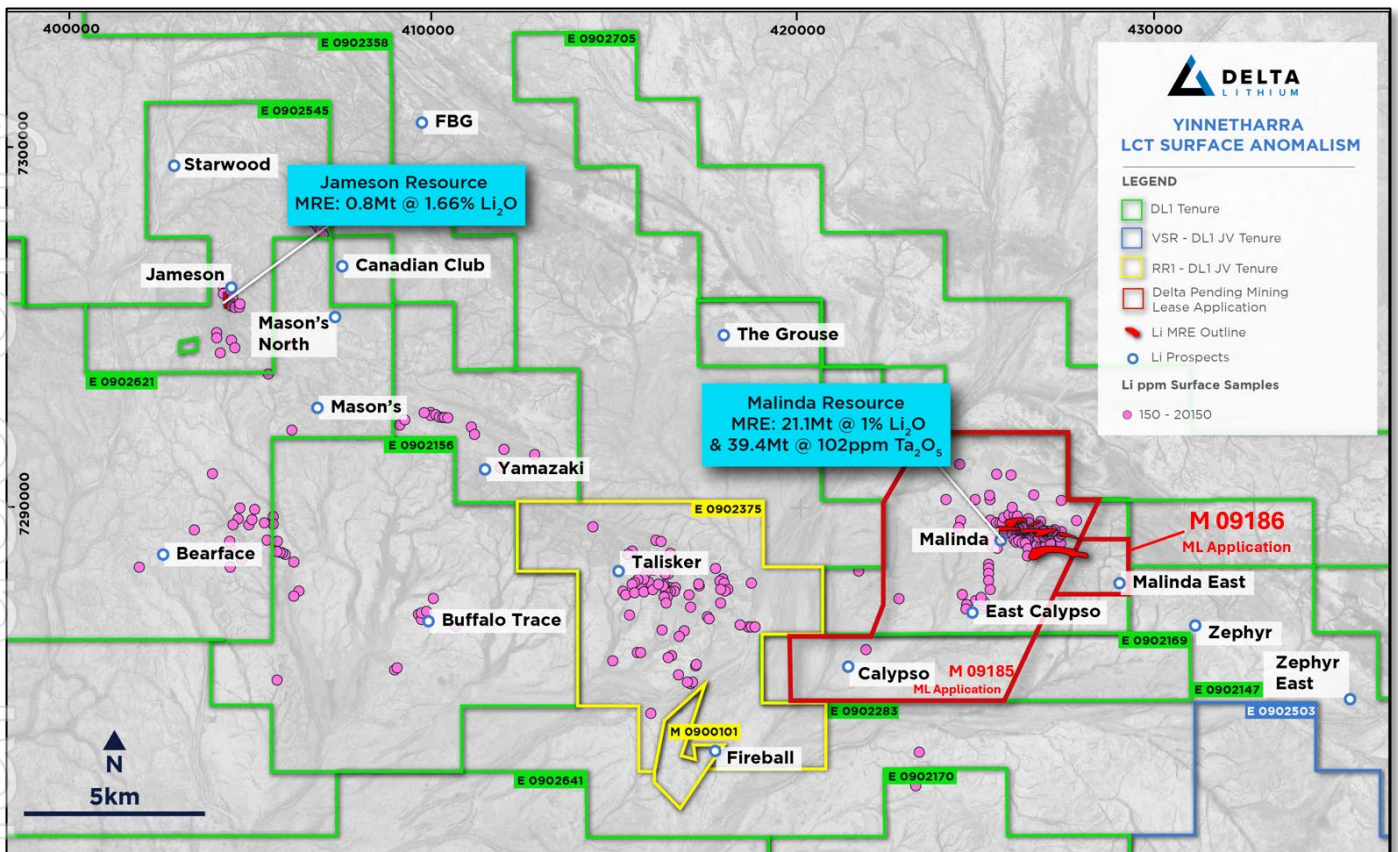 400000
410000
420000
430000
7300000
7290000
DELTA
LITHIUM
YINNETHARRA
LCT SURFACE ANOMALISM
LEGEND
DL1 Tenure
VSR - DL1 JV Tenure
RR1 - DL1 JV Tenure
Delta Pending Mining
Lease Application
Li MRE Outline
Li Prospects
Li ppm Surface Samples
150 - 20150
E 0902358
E 0902705
E 0902545
FBG
Starwood
Jameson Resource
MRE: 0.8Mt @ 1.66% Li₂O
Canadian Club
Jameson
Mason's
North
The Grouse
E 0902621
Malinda Resource
MRE: 21.1Mt @ 1% Li₂O
& 39.4Mt @ 102ppm Ta₂O₅
Mason's
E 0902156
Yamazaki
E 0902375
M 09186
ML Application
Bearface
Malinda
Talisker
Malinda East
Buffalo Trace
East Calypso
Zephyr
E 0902169
Zephyr
East
Calypso
M 09185
ML Application
E 0902147
E 0902283
E 0902503
M 0900101
Fireball
E 0902641
E 0902170
N
5km